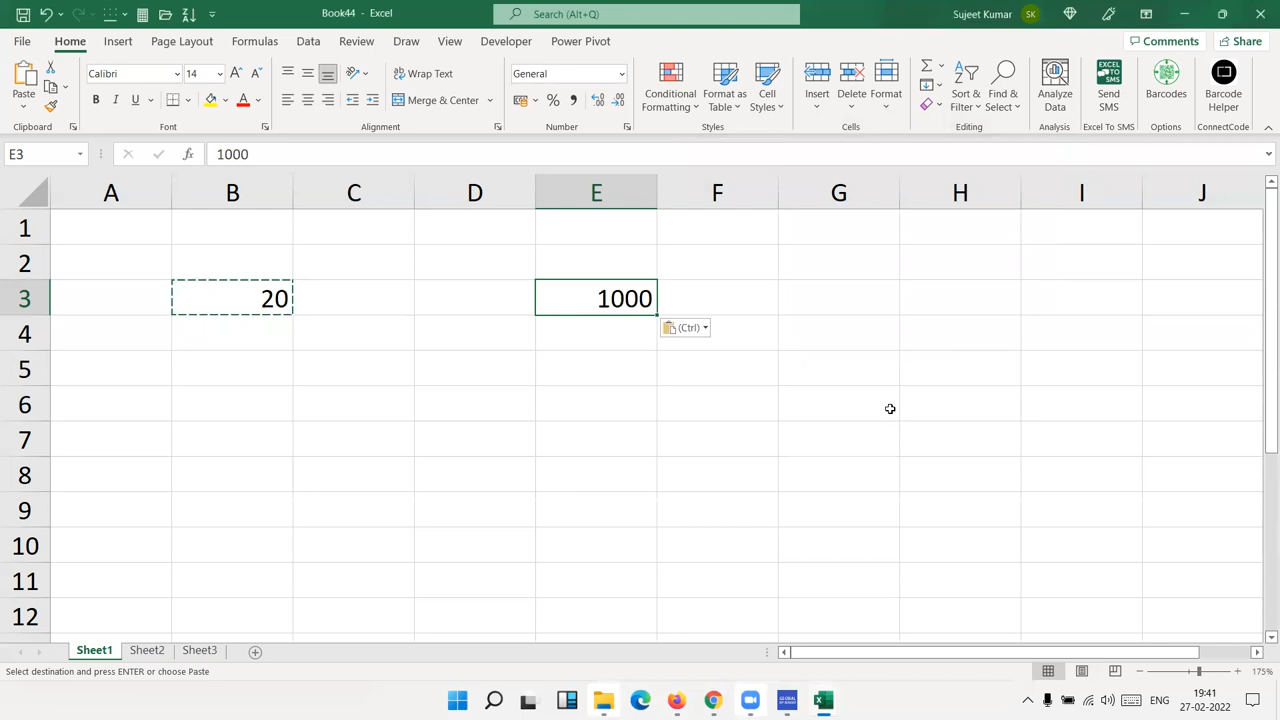 Book44 - Excel
Search (Alt+Q)
Sujeet Kumar
SK
File Home Insert Page Layout Formulas Data Review View Developer Power Pivot
Comments
Share
Paste
Calibri
14
B I U
A A
Wrap Text
Merge & Center
General
% ,
Conditional Formatting
Format as Table
Cell Styles
Insert
Delete
Format
Sort & Filter
Find & Select
Analyze Data
EXCEL TO SMS
Send SMS
Barcodes
Barcode Helper
Clipboard
Font
Alignment
Number
Styles
Cells
Editing
Analysis
Excel To SMS
Options
ConnectCode
E3
fx
1000
A B C D E F G H I J
1
2
3 20 1000
(Ctrl)
4
5
6
7
8
9
10
11
12
Sheet1 Sheet2 Sheet3
Select destination and press ENTER or choose Paste
175%
ENG
19:41
27-02-2022